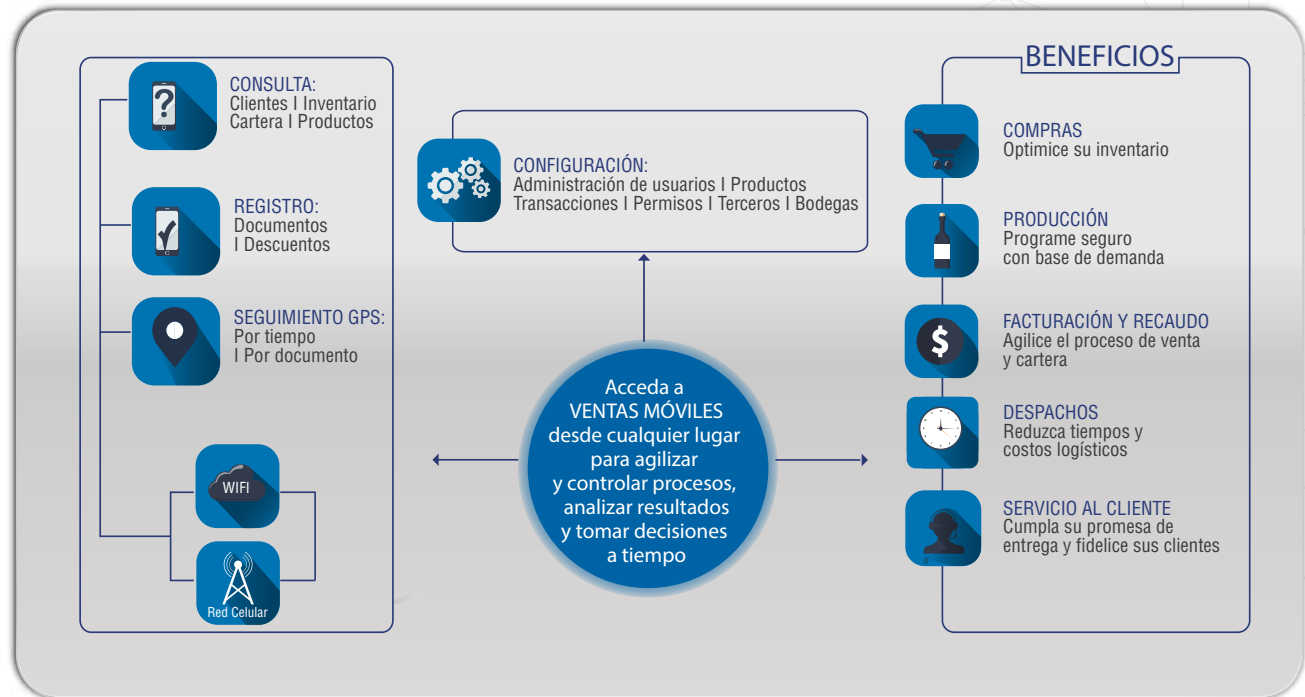 CONSULTA:
Clientes I Inventario
Cartera I Productos
REGISTRO:
Documentos
I Descuentos
SEGUIMIENTO GPS:
Por tiempo
I Por documento
WIFI
Red Celular
CONFIGURACIÓN:
Administración de usuarios I Productos
Transacciones I Permisos I Terceros I Bodegas
Acceda a
VENTAS MÓVILES
desde cualquier lugar
para agilizar
y controlar procesos,
analizar resultados
y tomar decisiones
a tiempo
BENEFICIOS
COMPRAS
Optimice su inventario
PRODUCCIÓN
Programe seguro
con base de demanda
FACTURACIÓN Y RECAUDO
Agilice el proceso de venta
y cartera
DESPACHOS
Reduzca tiempos y
costos logísticos
SERVICIO AL CLIENTE
Cumpla su promesa de
entrega y fidelice sus clientes